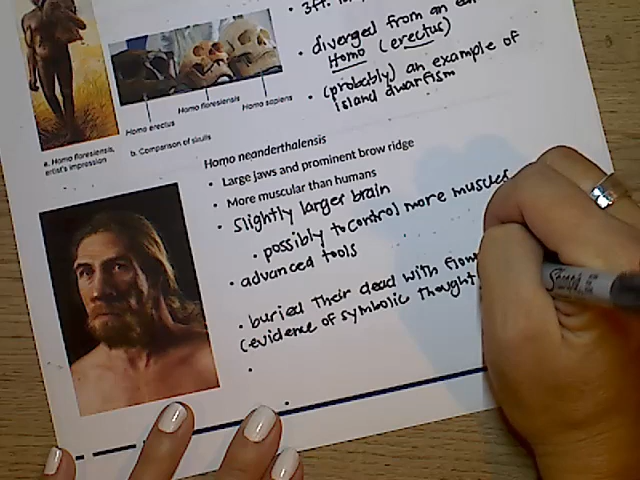 • 3ft.
• diverged from an
Homo (erectus)
• (probably) an example of
island dwarfism
Homo erectus
Homo floresiensis
Homo sapiens
a. Homo floresiensis,
artist's impression
b. Comparison of skulls
Homo neanderthalensis
• Large jaws and prominent brow ridge
• More muscular than humans
• Slightly larger brain
• possibly to control more muscles
• advanced tools
• buried their dead with
(evidence of symbolic thought